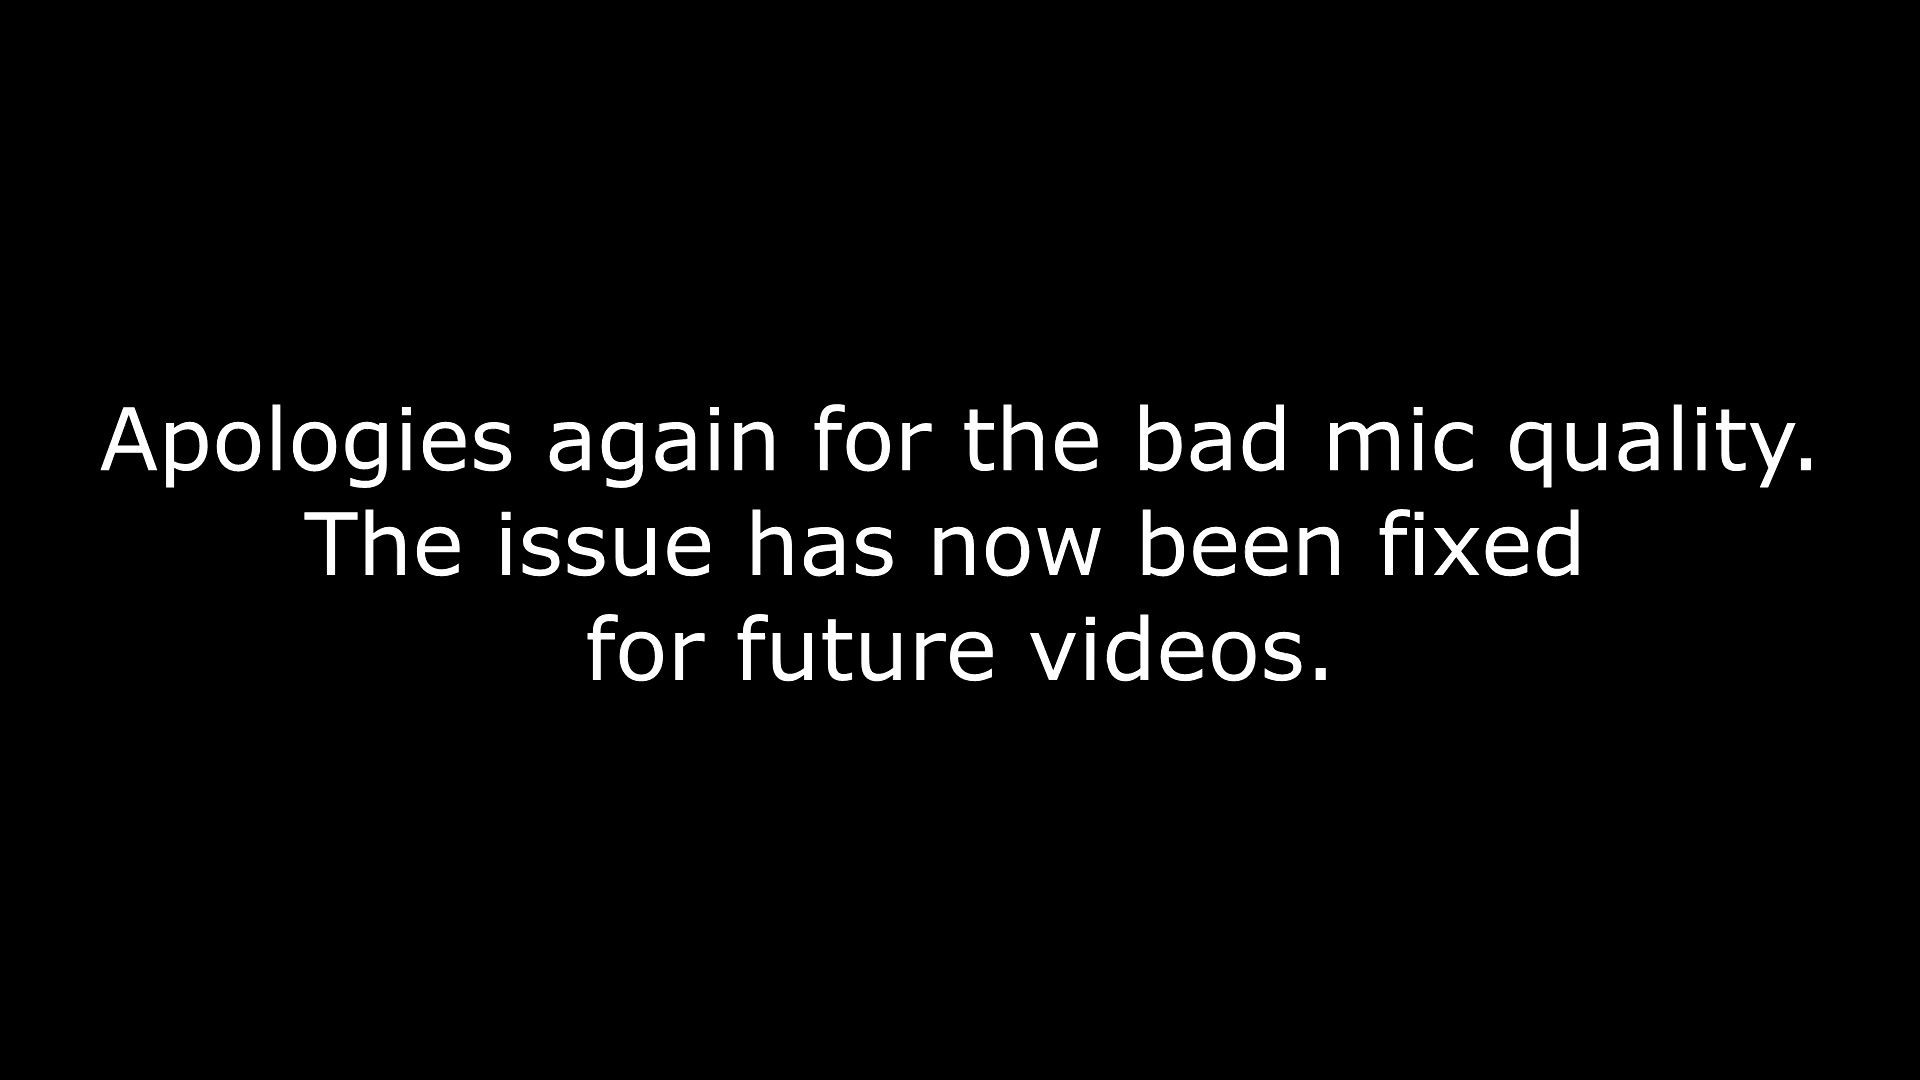 Apologies again for the bad mic quality.
The issue has now been fixed
for future videos.